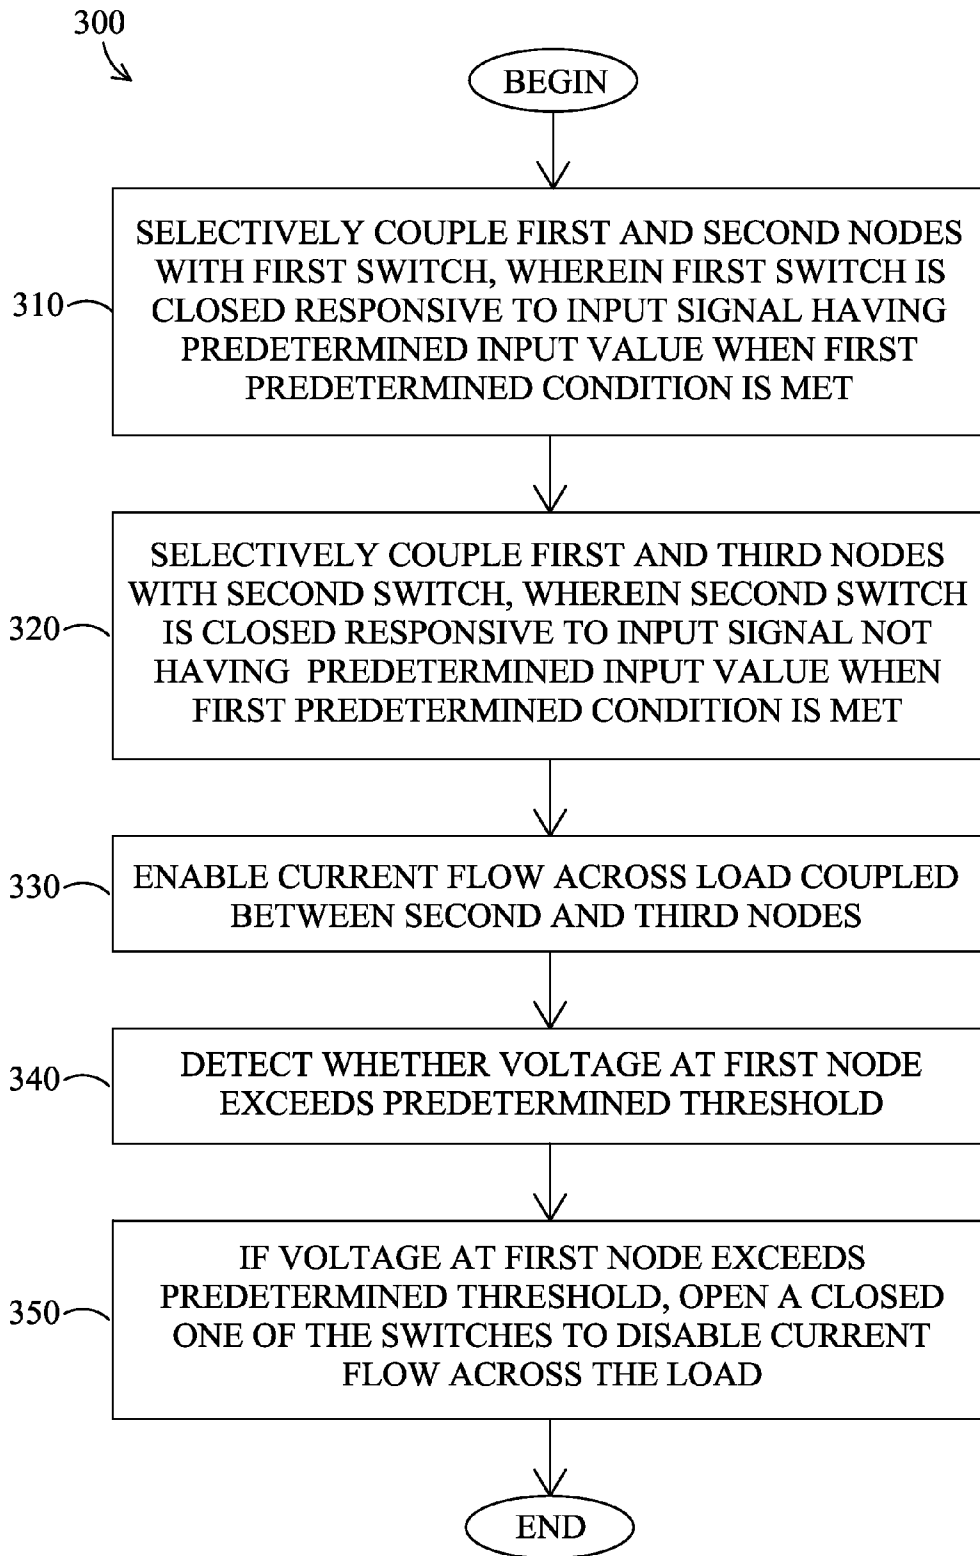 300
BEGIN
310
SELECTIVELY COUPLE FIRST AND SECOND NODES
WITH FIRST SWITCH, WHEREIN FIRST SWITCH IS
CLOSED RESPONSIVE TO INPUT SIGNAL HAVING
PREDETERMINED INPUT VALUE WHEN FIRST
PREDETERMINED CONDITION IS MET
320
SELECTIVELY COUPLE FIRST AND THIRD NODES
WITH SECOND SWITCH, WHEREIN SECOND SWITCH
IS CLOSED RESPONSIVE TO INPUT SIGNAL NOT
HAVING PREDETERMINED INPUT VALUE WHEN
FIRST PREDETERMINED CONDITION IS MET
330
ENABLE CURRENT FLOW ACROSS LOAD COUPLED
BETWEEN SECOND AND THIRD NODES
340
DETECT WHETHER VOLTAGE AT FIRST NODE
EXCEEDS PREDETERMINED THRESHOLD
350
IF VOLTAGE AT FIRST NODE EXCEEDS
PREDETERMINED THRESHOLD, OPEN A CLOSED
ONE OF THE SWITCHES TO DISABLE CURRENT
FLOW ACROSS THE LOAD
END